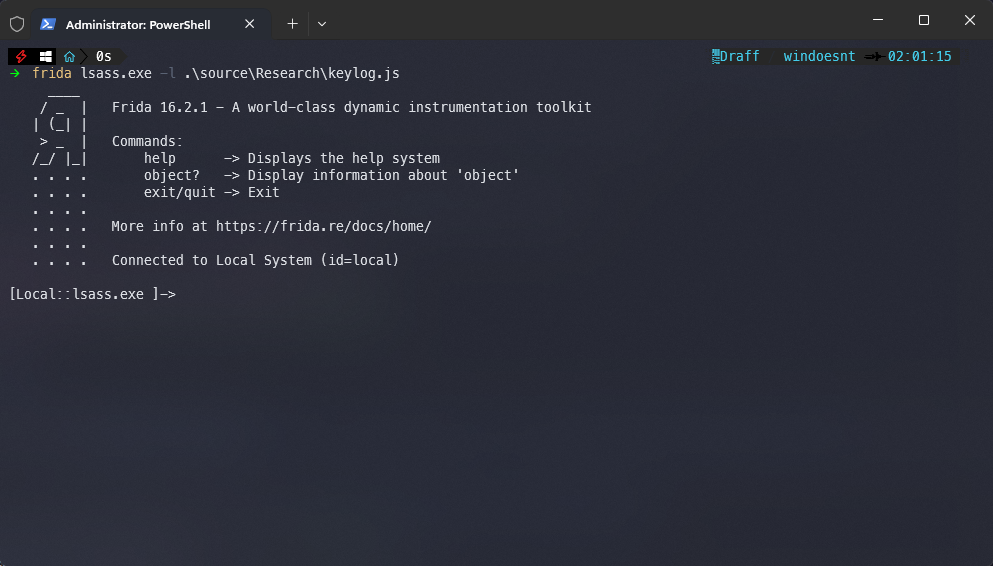 Administrator: PowerShell
0s Draff windoesnt 02:01:15
→ frida lsass.exe -l .\source\Research\keylog.js
____
/ _ | Frida 16.2.1 - A world-class dynamic instrumentation toolkit
| (_| |
> _ | Commands:
/_/ |_| help -> Displays the help system
. . . . object? -> Display information about 'object'
. . . . exit/quit -> Exit
. . . .
. . . . More info at https://frida.re/docs/home/
. . . .
. . . . Connected to Local System (id=local)
[Local::lsass.exe ]->